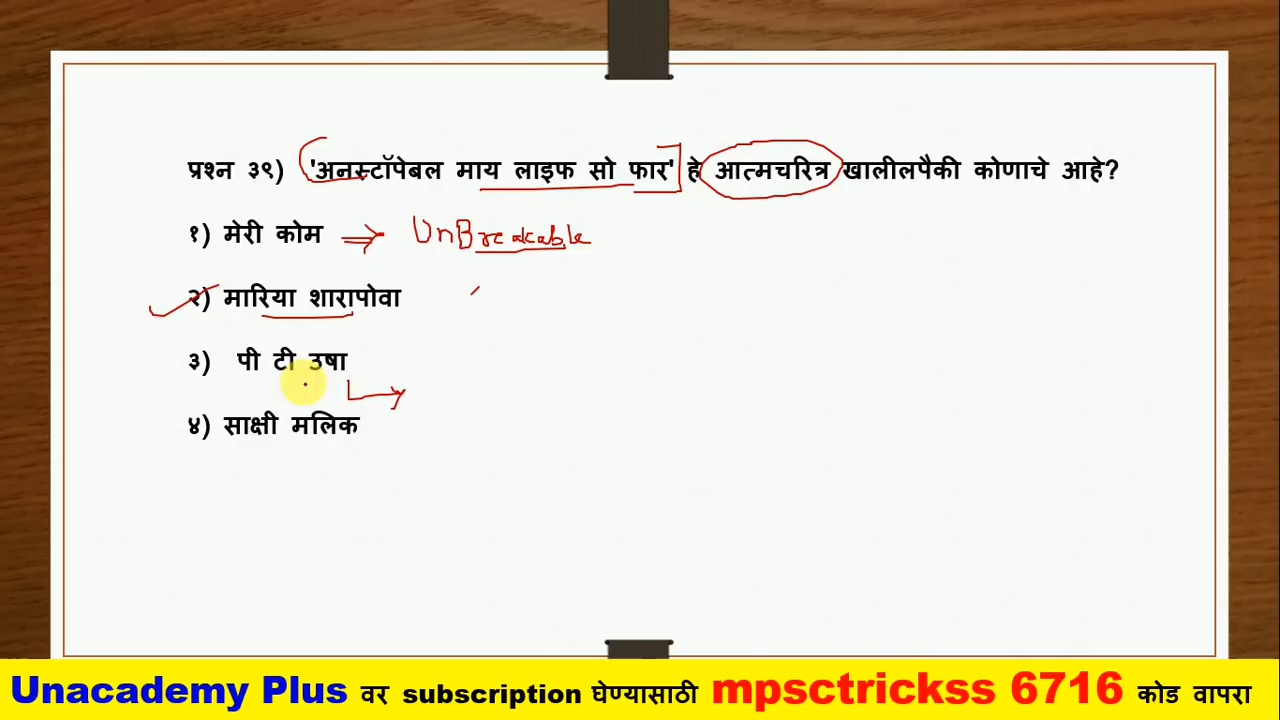 प्रश्न ३९) 'अनस्टॉपेबल माय लाइफ सो फार' हे आत्मचरित्र खालीलपैकी कोणाचे आहे?
१) मेरी कोम ⇒ UnBreakable
२) मारिया शारापोवा
३) पी टी उषा
४) साक्षी मलिक
Unacademy Plus वर subscription घेण्यासाठी mpsctrickss 6716 कोड वापरा